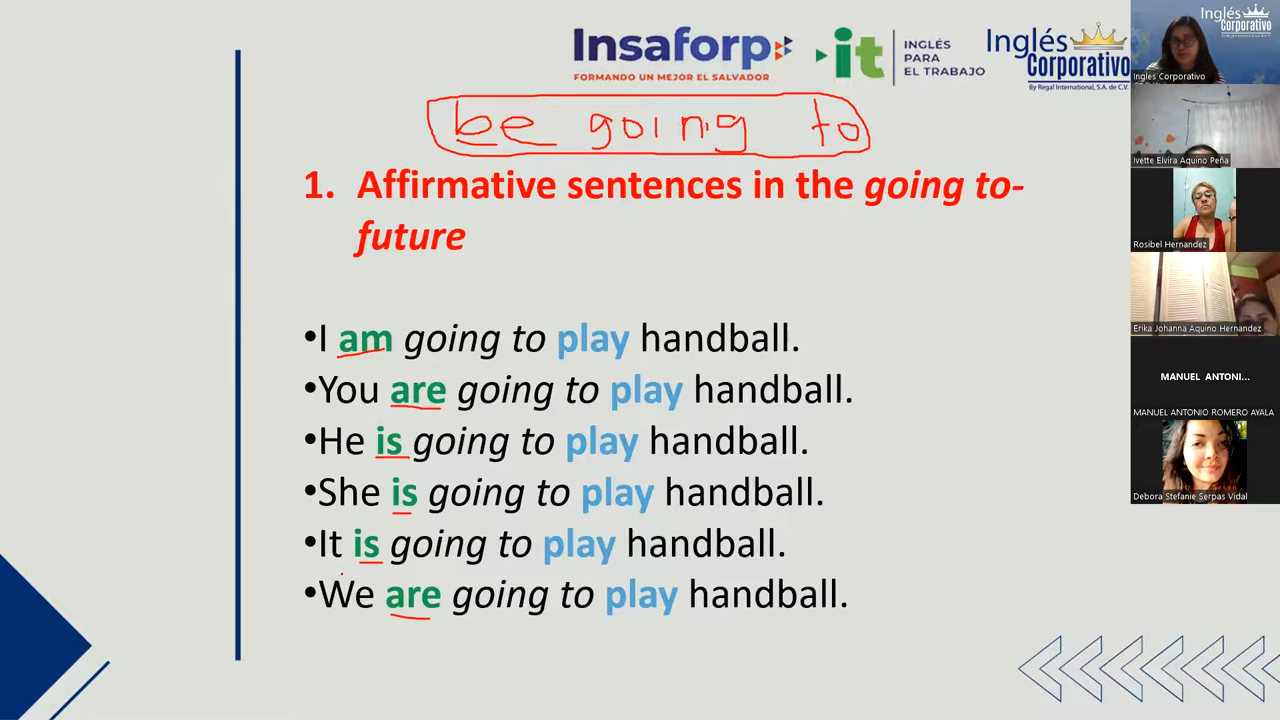 Insaforp
FORMANDO UN MEJOR EL SALVADOR
it
INGLÉS
PARA
EL TRABAJO
Inglés
Corporativo
By Regal International, S.A. de C.V.
be going to
1. Affirmative sentences in the going to-
future
•I am going to play handball.
•You are going to play handball.
•He is going to play handball.
•She is going to play handball.
•It is going to play handball.
•We are going to play handball.
Inglés
Corporativo
Ingles Corporativo
Ivette Elvira Aquino Peña
Rosibel Hernandez
Erika Johanna Aquino Hernandez
MANUEL ANTONI...
MANUEL ANTONIO ROMERO AYALA
Debora Stefanie Serpas Vidal